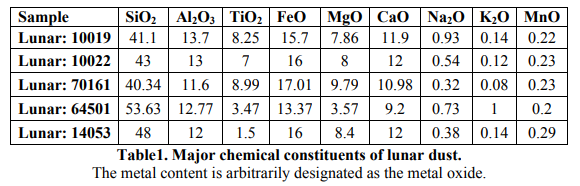 Sample SiO₂ Al₂O₃ TiO₂ FeO MgO CaO Na₂O K₂O MnO
Lunar: 10019 41.1 13.7 8.25 15.7 7.86 11.9 0.93 0.14 0.22
Lunar: 10022 43 13 7 16 8 12 0.54 0.12 0.23
Lunar: 70161 40.34 11.6 8.99 17.01 9.79 10.98 0.32 0.08 0.23
Lunar: 64501 53.63 12.77 3.47 13.37 3.57 9.2 0.73 1 0.2
Lunar: 14053 48 12 1.5 16 8.4 12 0.38 0.14 0.29
Table1. Major chemical constituents of lunar dust.
The metal content is arbitrarily designated as the metal oxide.